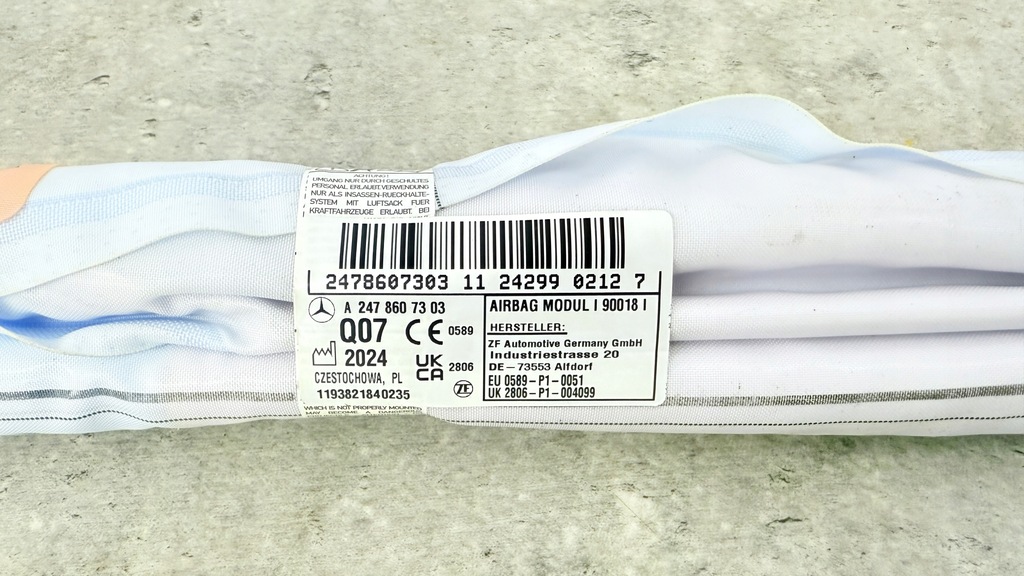 ACHTUNG!
UMGANG NUR DURCH GESCHULTES
PERSONAL ERLAUBT. VERWENDUNG
NUR ALS INSASSEN-RUECKHALTE-
SYSTEM MIT LUFTSACK FUER
KRAFTFAHRZEUGE ERLAUBT. BEI
2478607303 11 24299 0212 7
A 247 860 73 03
Q07 CE 0589
2024 UK CA 2806
CZESTOCHOWA, PL
1193821840235
ZF
AIRBAG MODUL I 90018 I
HERSTELLER:
ZF Automotive Germany GmbH
Industriestrasse 20
DE-73553 Alfdorf
EU 0589-P1-0051
UK 2806-P1-004099
WHICH IS NOT PROPERLY MOUNTED
MAY BECOME A DANGEROUS